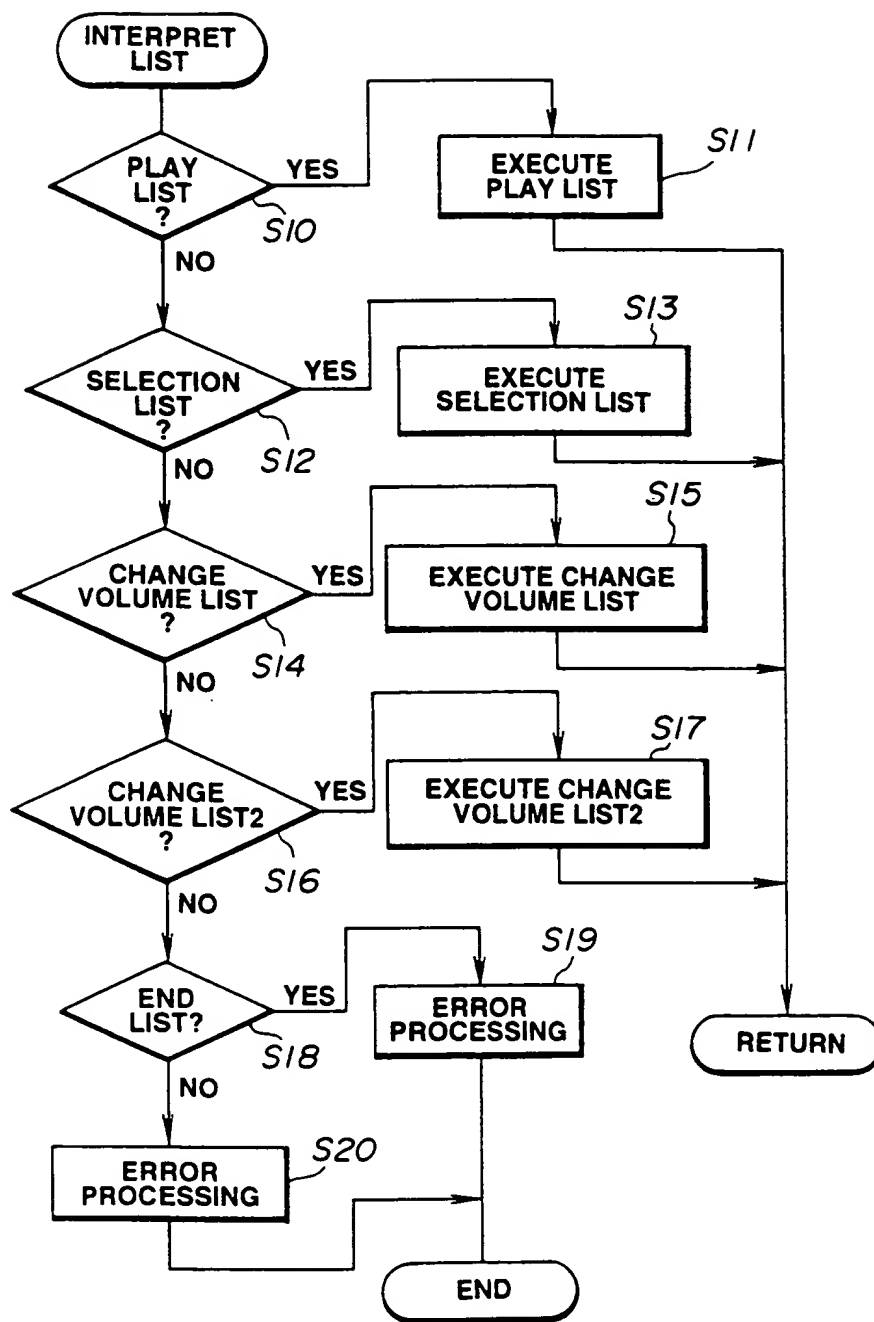 INTERPRET
LIST
PLAY
LIST
?
YES
S10
NO
EXECUTE
PLAY LIST
S11
SELECTION
LIST
?
YES
S12
NO
EXECUTE
SELECTION LIST
S13
CHANGE
VOLUME LIST
?
YES
S14
NO
EXECUTE CHANGE
VOLUME LIST
S15
CHANGE
VOLUME LIST2
?
YES
S16
NO
EXECUTE CHANGE
VOLUME LIST2
S17
END
LIST?
YES
S18
NO
ERROR
PROCESSING
S19
RETURN
ERROR
PROCESSING
S20
END